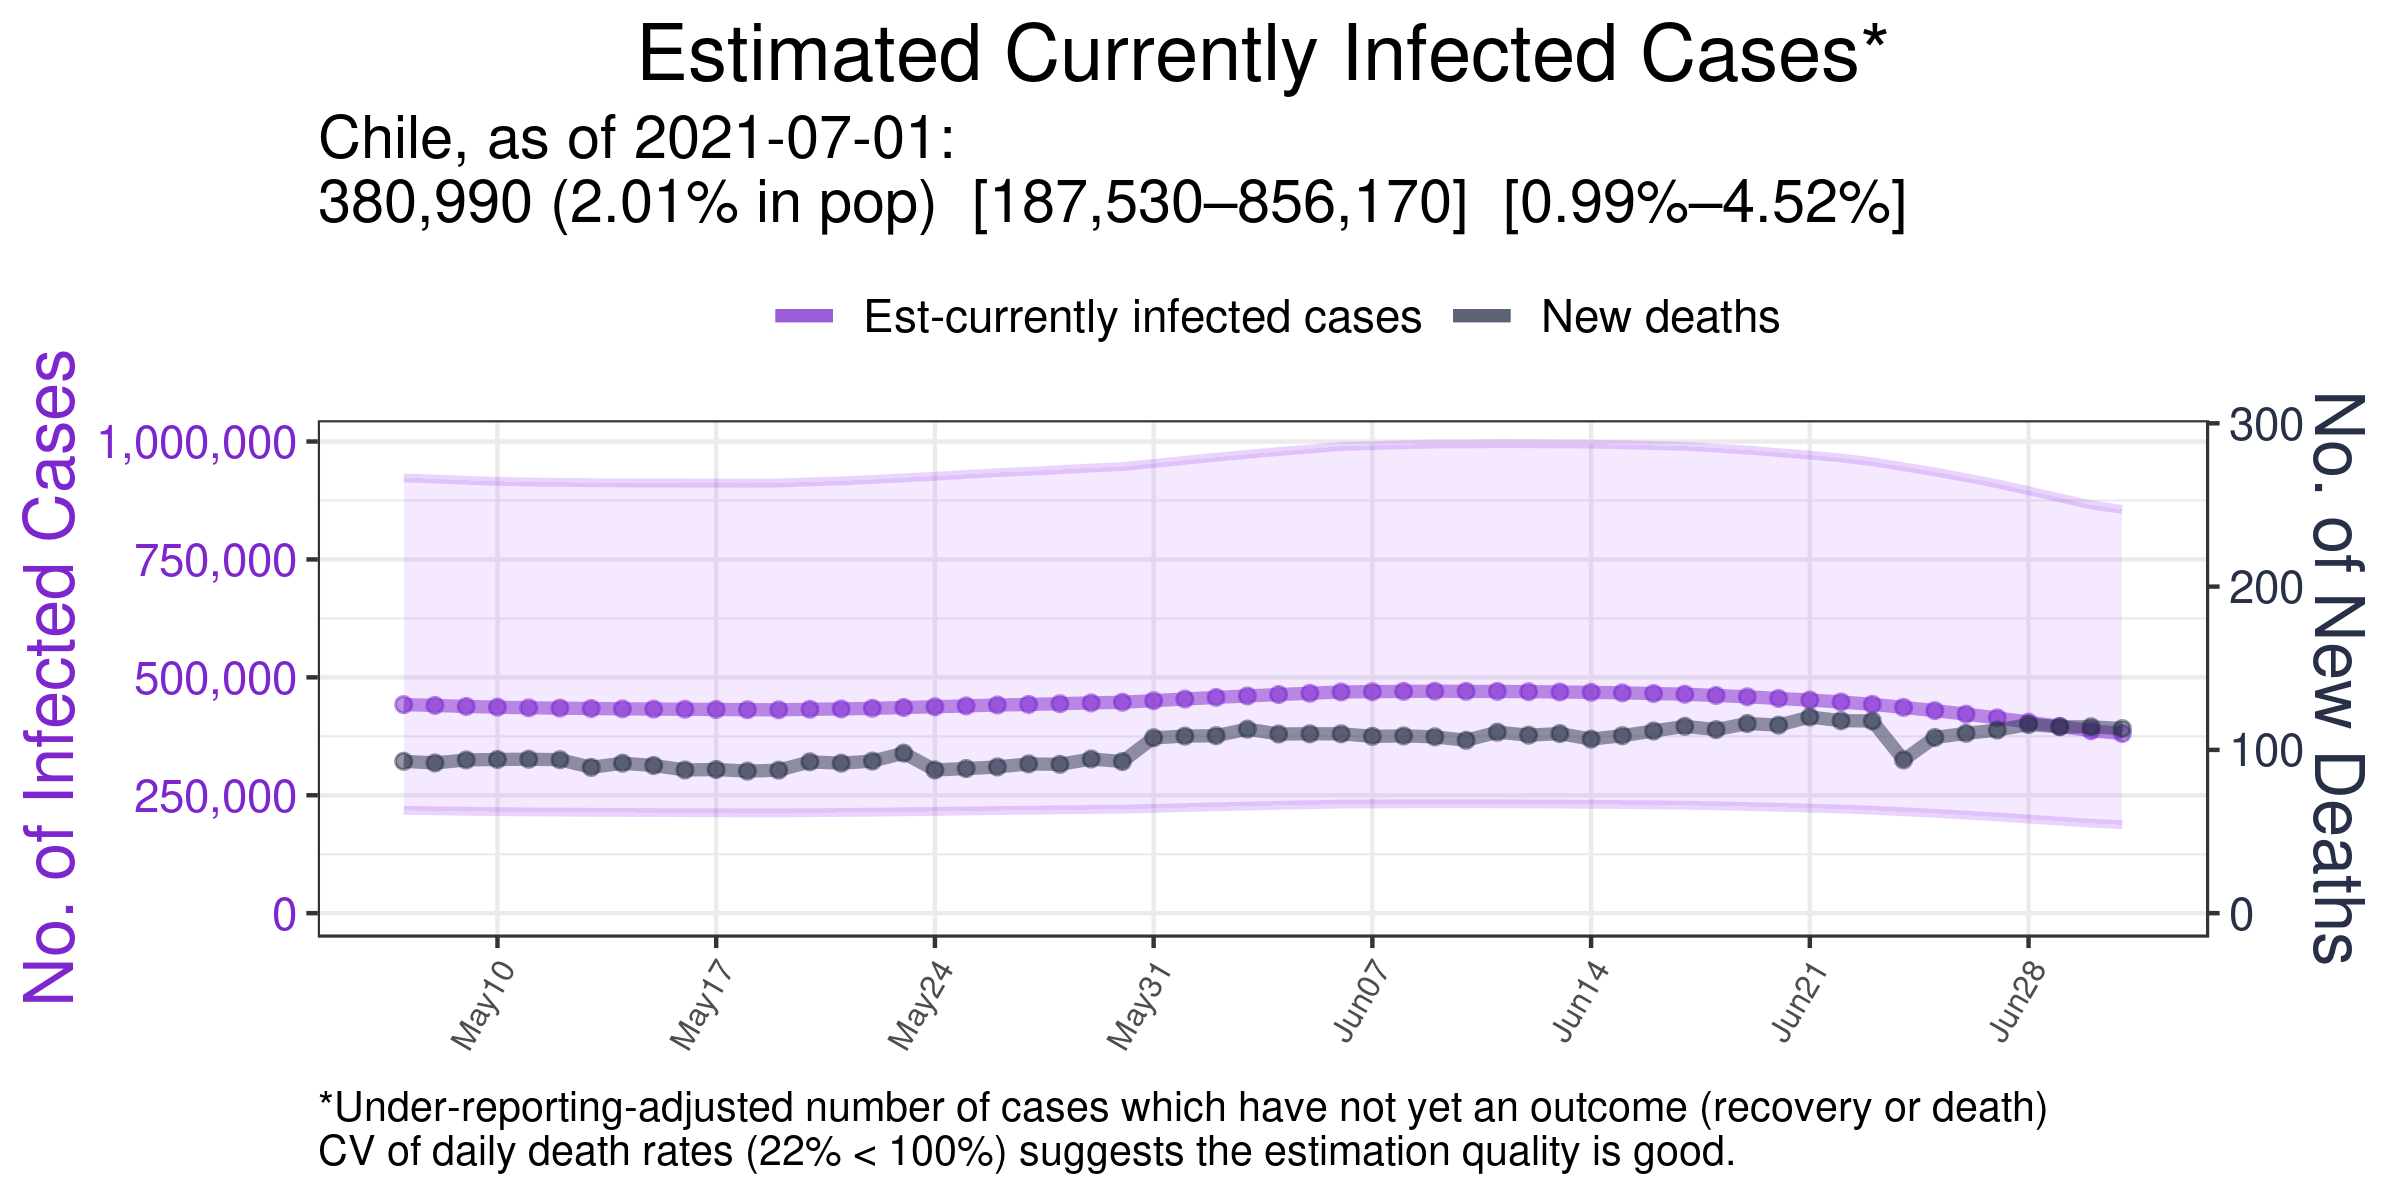 Estimated Currently Infected Cases*
Chile, as of 2021-07-01:
380,990 (2.01% in pop) [187,530–856,170] [0.99%–4.52%]
Est-currently infected cases New deaths
No. of Infected Cases
1,000,000
750,000
500,000
250,000
0
300
200
100
0
No. of New Deaths
May10 May17 May24 May31 Jun07 Jun14 Jun21 Jun28
*Under-reporting-adjusted number of cases which have not yet an outcome (recovery or death)
CV of daily death rates (22% < 100%) suggests the estimation quality is good.